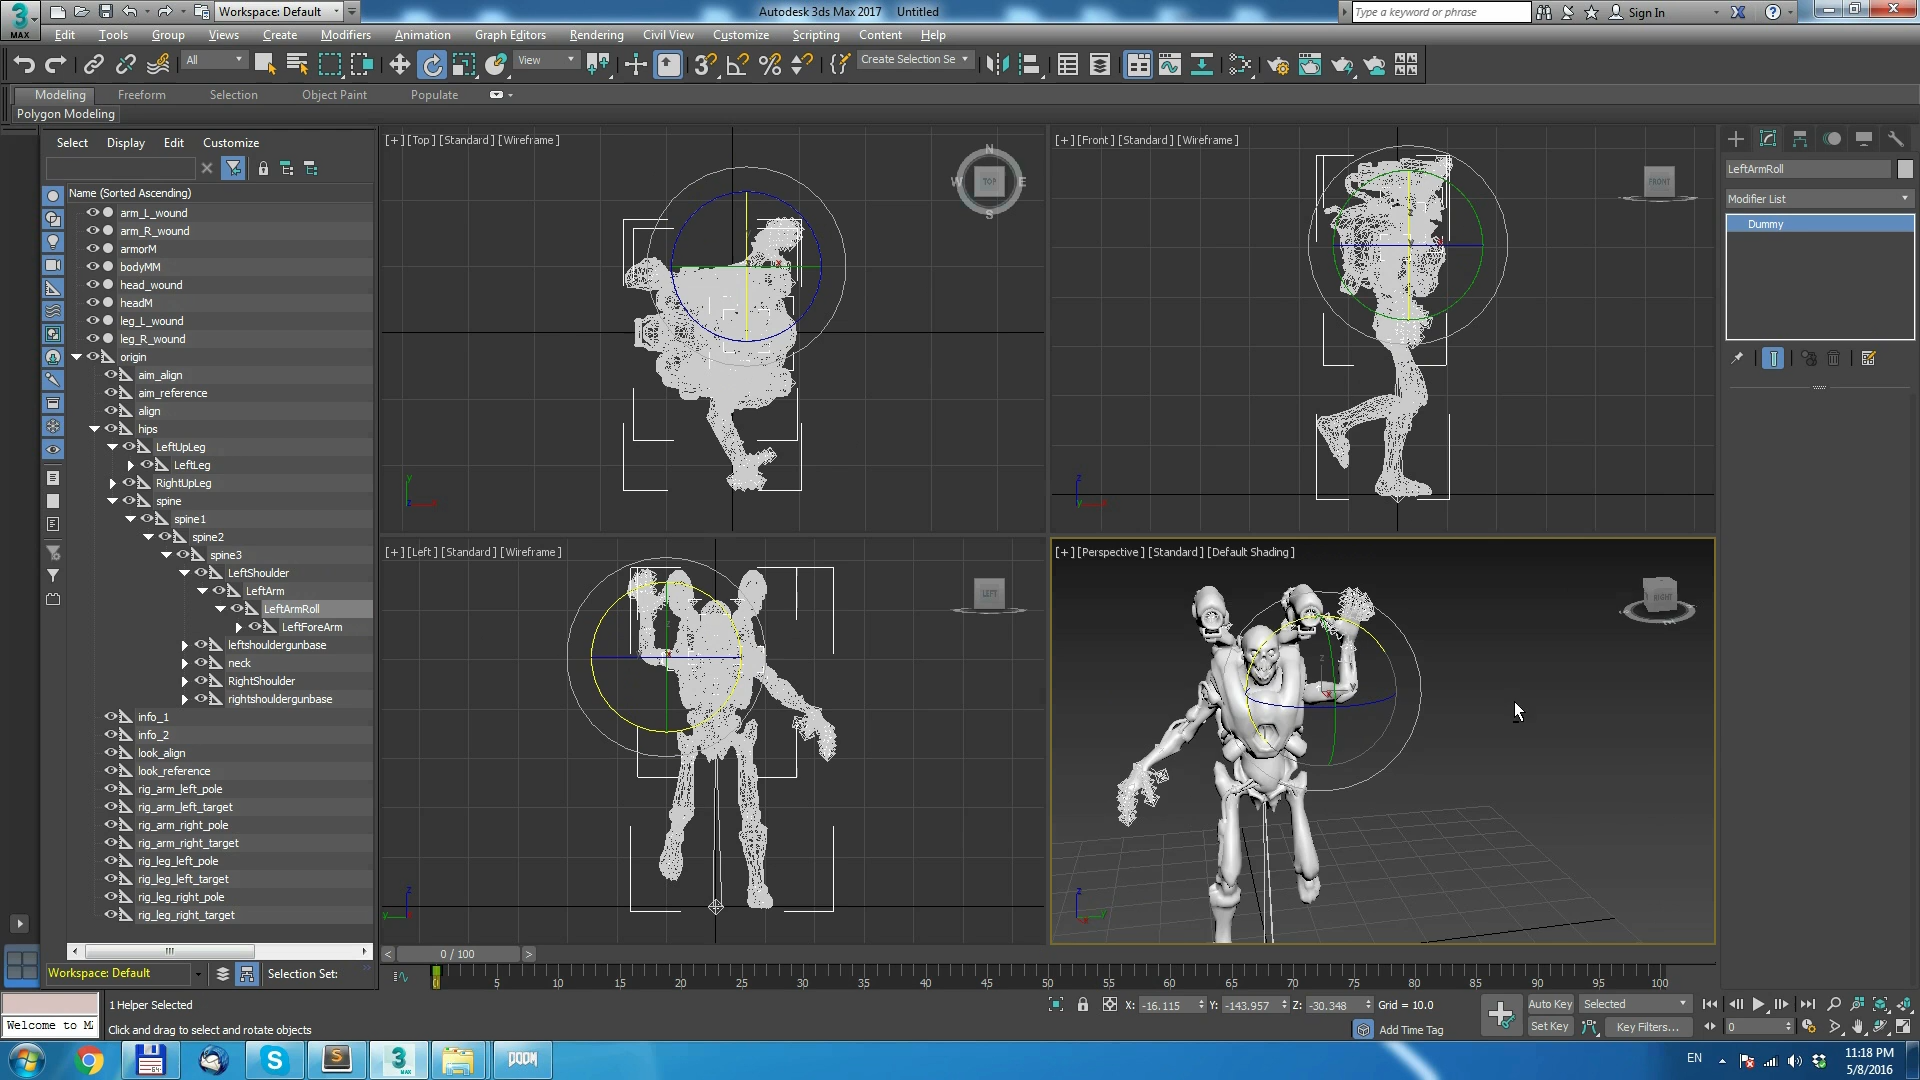 3
MAX
Workspace: Default
Autodesk 3ds Max 2017 Untitled
Type a keyword or phrase
Sign In
Edit Tools Group Views Create Modifiers Animation Graph Editors Rendering Civil View Customize Scripting Content Help
All
View
Create Selection Se
Modeling Freeform Selection Object Paint Populate
Polygon Modeling
Select Display Edit Customize
Name (Sorted Ascending)
arm_L_wound
arm_R_wound
armorM
bodyMM
head_wound
headM
leg_L_wound
leg_R_wound
origin
aim_align
aim_reference
align
hips
LeftUpLeg
LeftLeg
RightUpLeg
spine
spine1
spine2
spine3
LeftShoulder
LeftArm
LeftArmRoll
LeftForeArm
leftshouldergunbase
neck
RightShoulder
rightshouldergunbase
info_1
info_2
look_align
look_reference
rig_arm_left_pole
rig_arm_left_target
rig_arm_right_pole
rig_arm_right_target
rig_leg_left_pole
rig_leg_left_target
rig_leg_right_pole
rig_leg_right_target
[+] [Top] [Standard] [Wireframe]
N
W TOP E
S
[+] [Front] [Standard] [Wireframe]
FRONT
[+] [Left] [Standard] [Wireframe]
LEFT
[+] [Perspective] [Standard] [Default Shading]
RIGHT
LeftArmRoll
Modifier List
Dummy
< 0 / 100 >
0 5 10 15 20 25 30 35 40 45 50 55 60 65 70 75 80 85 90 95 100
Workspace: Default
Selection Set:
1 Helper Selected
Welcome to M
Click and drag to select and rotate objects
X: -16.115 Y: -143.957 Z: -30.348 Grid = 10.0
Add Time Tag
Auto Key Selected
Set Key Key Filters...
0
DOOM
EN
11:18 PM
5/8/2016